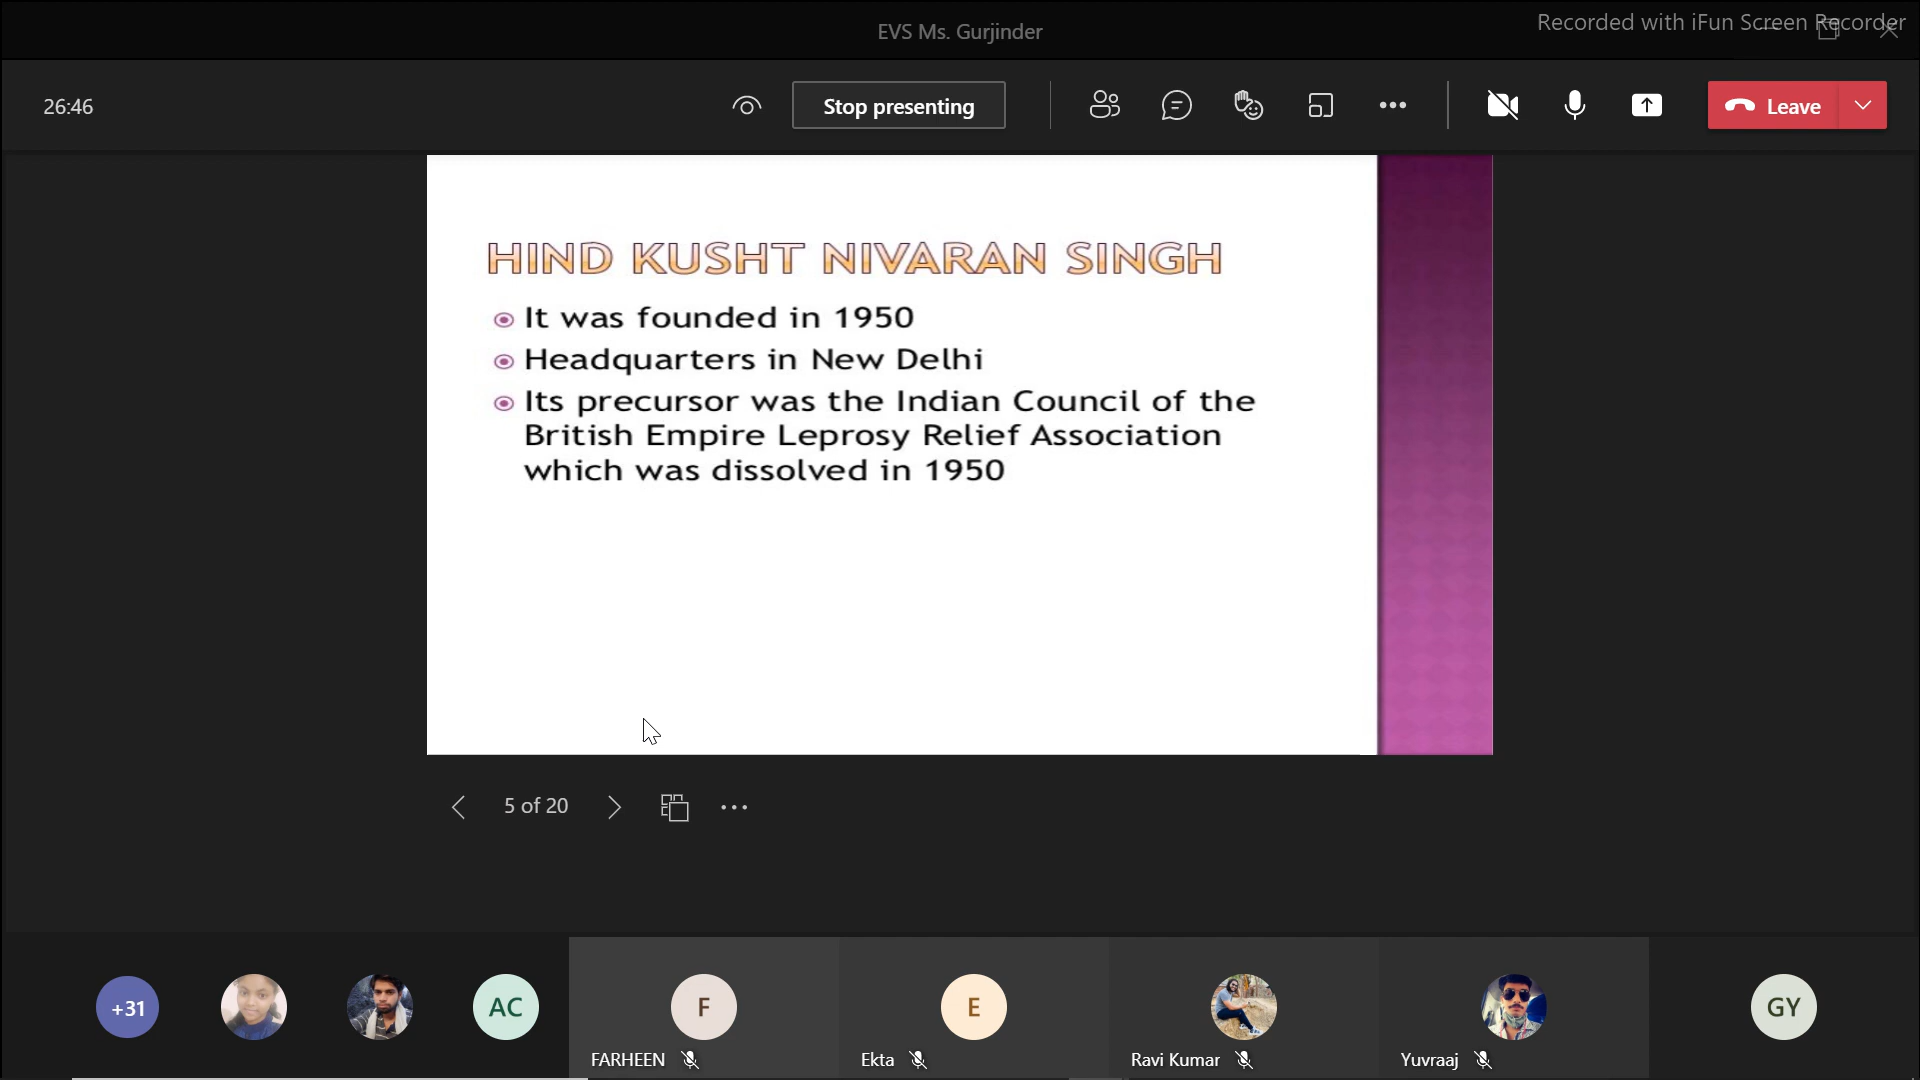 EVS Ms. Gurjinder
Recorded with iFun Screen Recorder
26:46
Stop presenting
Leave
HIND KUSHT NIVARAN SINGH
It was founded in 1950
Headquarters in New Delhi
Its precursor was the Indian Council of the
British Empire Leprosy Relief Association
which was dissolved in 1950
5 of 20
+31
AC
F
E
GY
FARHEEN
Ekta
Ravi Kumar
Yuvraaj